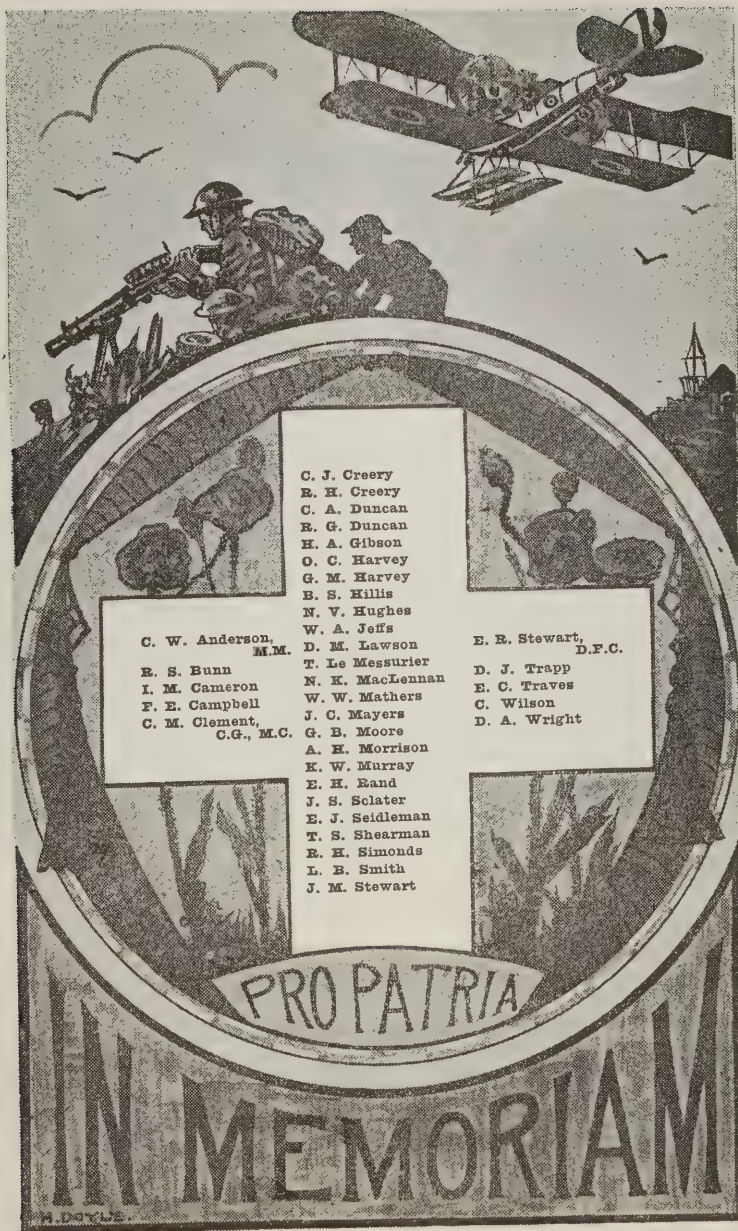 C. W. Anderson,
M.M.
R. S. Bunn
I. M. Cameron
F. E. Campbell
C. M. Clement,
C.G., M.C.
C. J. Creery
R. H. Creery
C. A. Duncan
R. G. Duncan
H. A. Gibson
O. C. Harvey
G. M. Harvey
B. S. Hillis
N. V. Hughes
W. A. Jeffs
D. M. Lawson
T. Le Messurier
N. K. MacLennan
W. W. Mathers
J. C. Mayers
G. B. Moore
A. H. Morrison
K. W. Murray
E. H. Rand
J. S. Sclater
E. J. Seidleman
T. S. Shearman
R. H. Simonds
L. B. Smith
J. M. Stewart
E. R. Stewart,
D.F.C.
D. J. Trapp
E. C. Traves
C. Wilson
D. A. Wright
PRO PATRIA
IN MEMORIAM
H. DOYLE.